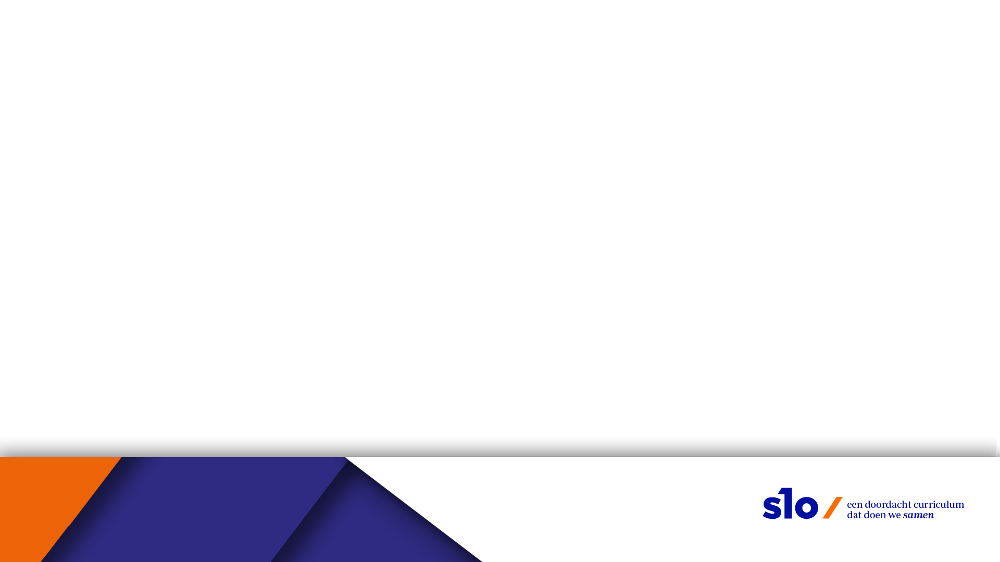 slo
een doordacht curriculum
dat doen we samen